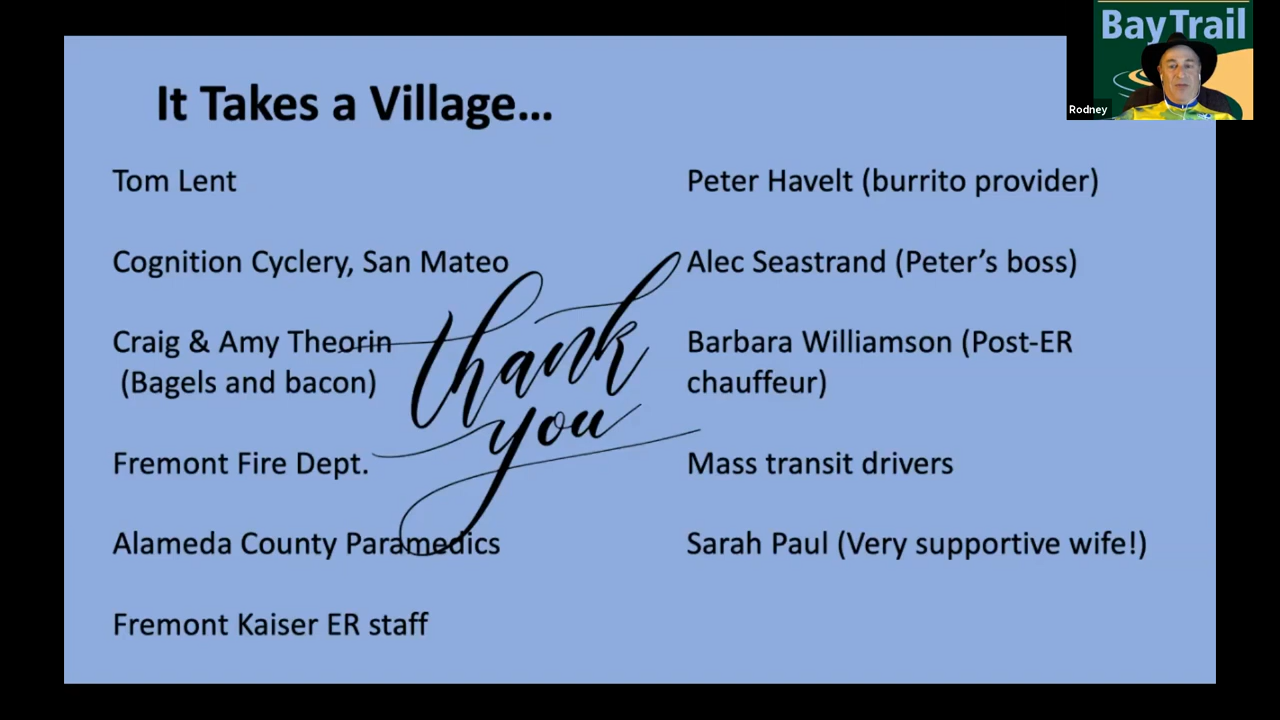 It Takes a Village...
Tom Lent
Cognition Cyclery, San Mateo
Craig & Amy Theorin
(Bagels and bacon)
Fremont Fire Dept.
Alameda County Paramedics
Fremont Kaiser ER staff
thank
you
Peter Havelt (burrito provider)
Alec Seastrand (Peter’s boss)
Barbara Williamson (Post-ER
chauffeur)
Mass transit drivers
Sarah Paul (Very supportive wife!)
Bay Trail
Rodney